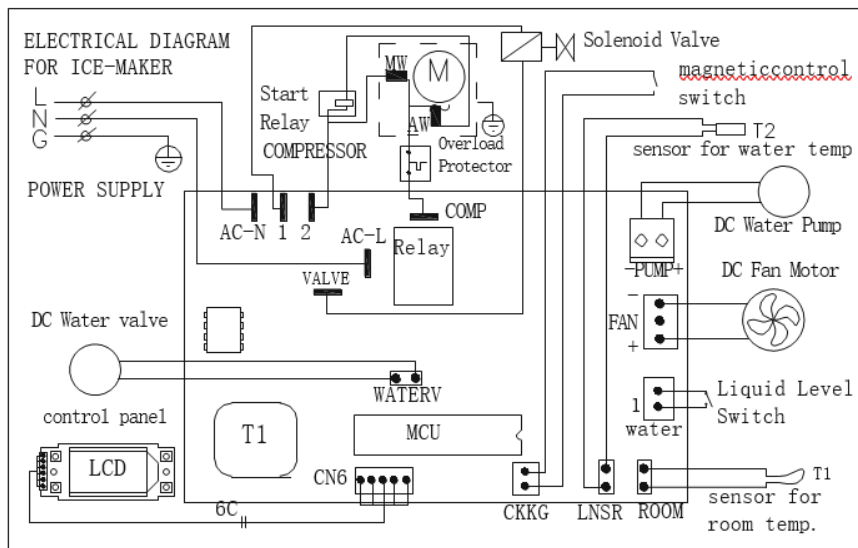 ELECTRICAL DIAGRAM
FOR ICE-MAKER
L
N
G
POWER SUPPLY
Start
Relay
COMPRESSOR
MW
M
AW
Overload
Protector
Solenoid Valve
magneticcontrol
switch
T2
sensor for water temp
DC Water Pump
-PUMP+
AC-N 1 2
AC-L
COMP
Relay
VALVE
DC Fan Motor
-
FAN
+
DC Water valve
WATERV
Liquid Level
Switch
1
water
control panel
LCD
T1
MCU
CN6
6C
CKKG
LNSR
ROOM
T1
sensor for
room temp.